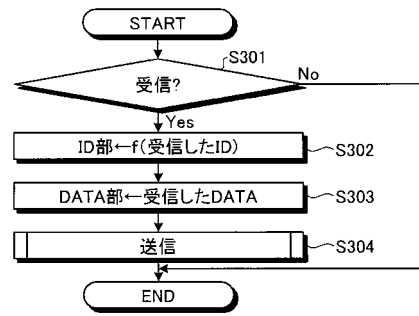 START
S301
受信?
No
Yes
ID部←f(受信したID)
S302
DATA部←受信したDATA
S303
送信
S304
END